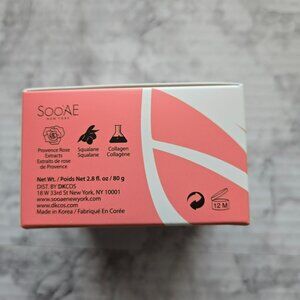 SOOAE
NEW YORK
Provence Rose
Extracts
Extraits de rose
de Provence
Squalane
Squalane
Collagen
Collagène
Net Wt. / Poids Net 2.8 fl. oz / 80 g
DIST. BY DKCOS
18 W 33rd St New York, NY 10001
www.sooaenewyork.com
www.dkcos.com
Made in Korea / Fabriqué En Corée
12 M